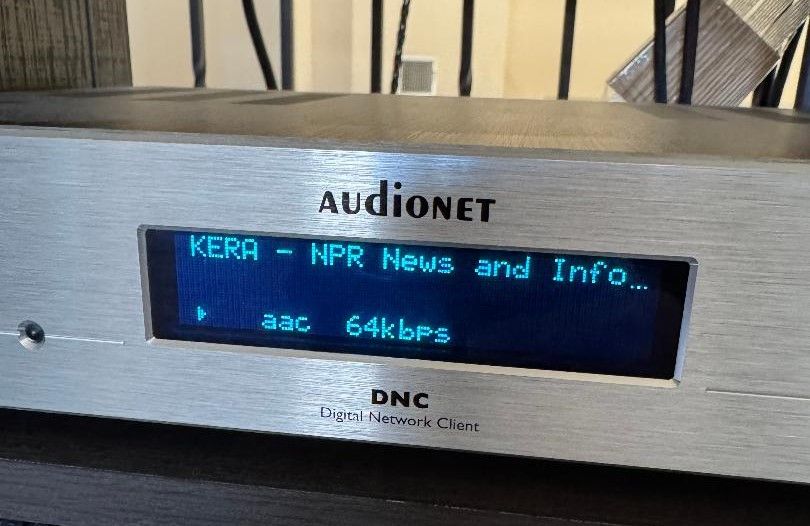 AUdioNET
KERA - NPR News and Info...
aac 64kbps
DNC
Digital Network Client